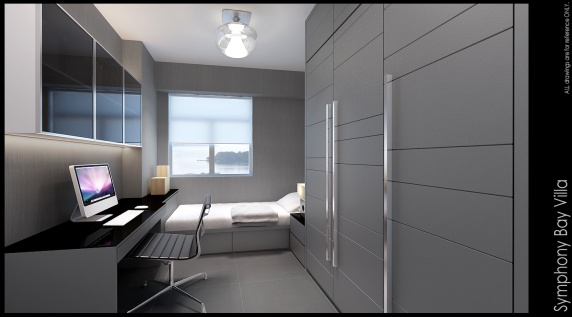 ALL drawings are for reference ONLY.
Symphony Bay Villa